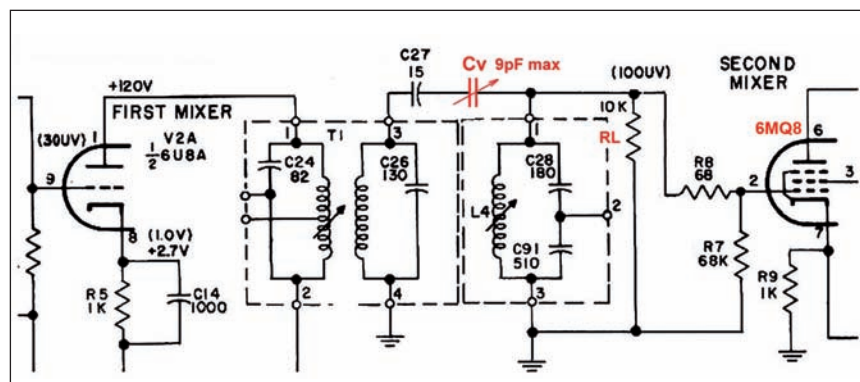 C27
15
Cv 9pF max
(100UV)
SECOND
MIXER
+120V
FIRST MIXER
(30UV)
1
V2A
1/2 6U8A
9
8
(1.0V)
+2.7V
R5
1K
C14
1000
1
T1
3
C24
82
C26
130
2
4
1
C28
180
L4
2
C91
510
3
10K
RL
R8
68
6MQ8
6
3
2
7
R7
68K
R9
1K